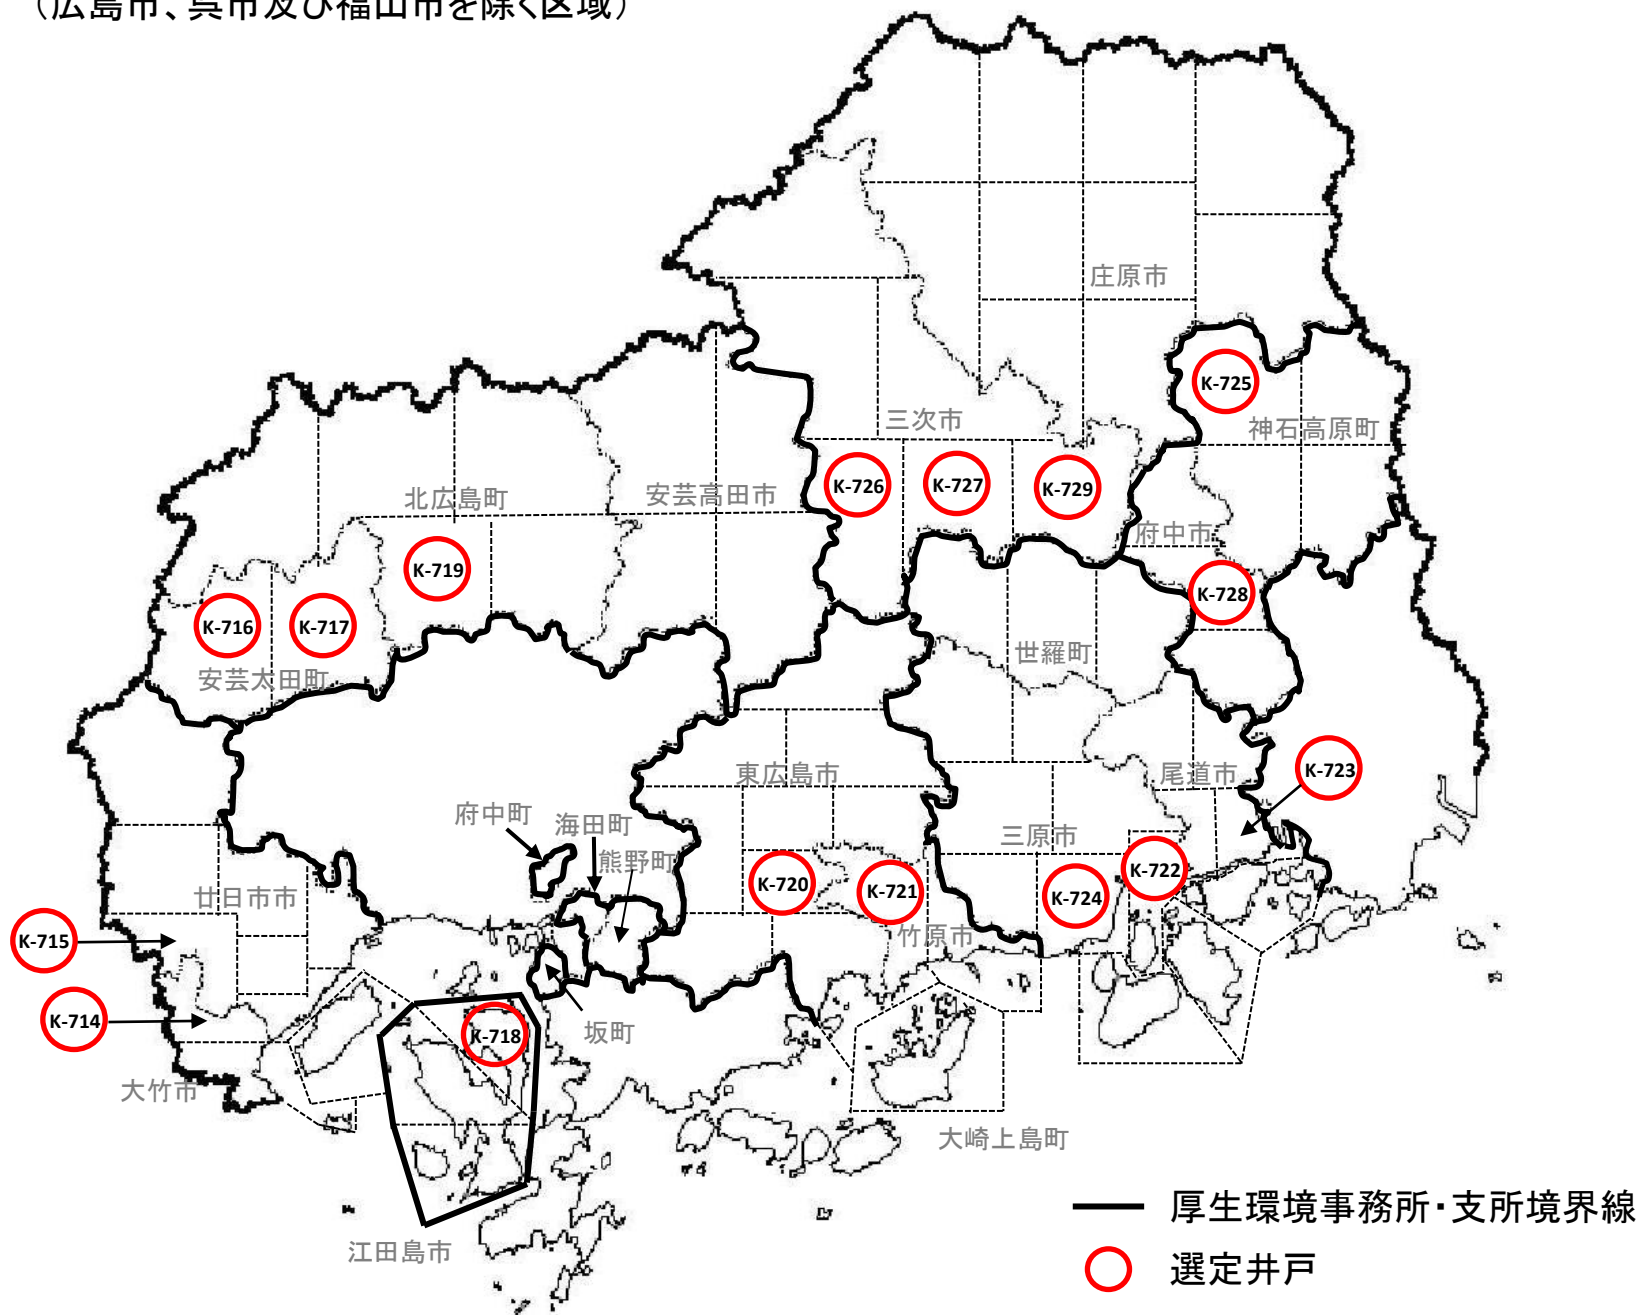 （広島市、呉市及び福山市を除く区域）
庄原市
K-725
三次市
神石高原町
K-726
K-727
K-729
北広島町
安芸高田市
府中市
K-719
K-728
K-716
K-717
世羅町
安芸太田町
東広島市
尾道市
K-723
府中町
海田町
三原市
熊野町
K-720
K-721
K-724
K-722
廿日市市
K-715
竹原市
K-714
K-718
坂町
大竹市
大崎上島町
江田島市
厚生環境事務所・支所境界線
選定井戸